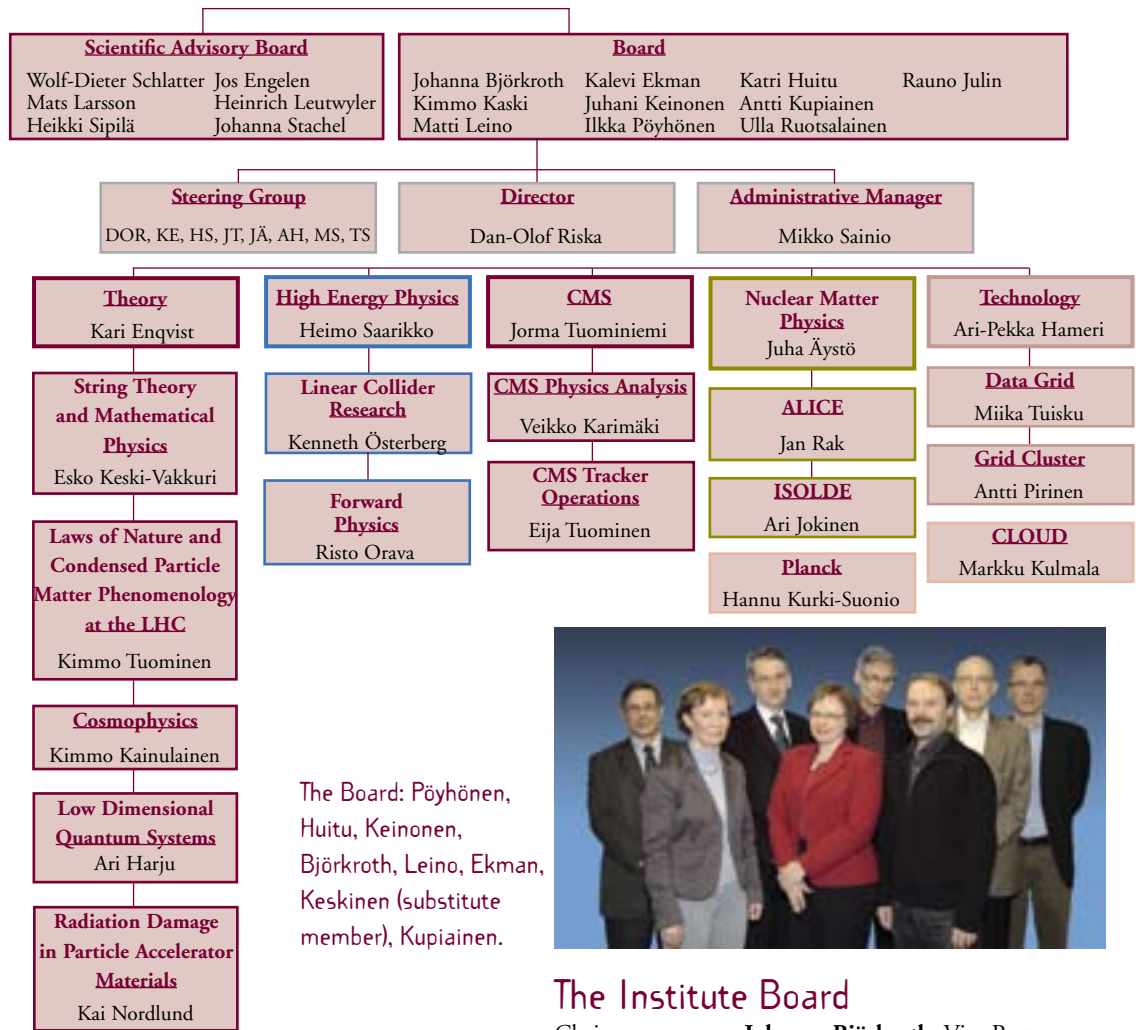 Scientific Advisory Board
Wolf-Dieter Schlatter Jos Engelen
Mats Larsson Heinrich Leutwyler
Heikki Sipilä Johanna Stachel
Board
Johanna Björkroth Kalevi Ekman Katri Huitu Rauno Julin
Kimmo Kaski Juhani Keinonen Antti Kupiainen
Matti Leino Ilkka Pöyhönen Ulla Ruotsalainen
Steering Group
DOR, KE, HS, JT, JÄ, AH, MS, TS
Director
Dan-Olof Riska
Administrative Manager
Mikko Sainio
Theory
Kari Enqvist
String Theory
and Mathematical
Physics
Esko Keski-Vakkuri
Laws of Nature and
Condensed Particle
Matter Phenomenology
at the LHC
Kimmo Tuominen
Cosmophysics
Kimmo Kainulainen
Low Dimensional
Quantum Systems
Ari Harju
Radiation Damage
in Particle Accelerator
Materials
Kai Nordlund
High Energy Physics
Heimo Saarikko
Linear Collider
Research
Kenneth Österberg
Forward
Physics
Risto Orava
CMS
Jorma Tuominiemi
CMS Physics Analysis
Veikko Karimäki
CMS Tracker
Operations
Eija Tuominen
Nuclear Matter
Physics
Juha Äystö
ALICE
Jan Rak
ISOLDE
Ari Jokinen
Planck
Hannu Kurki-Suonio
Technology
Ari-Pekka Hameri
Data Grid
Miika Tuisku
Grid Cluster
Antti Pirinen
CLOUD
Markku Kulmala
The Board: Pöyhönen,
Huitu, Keinonen,
Björkroth, Leino, Ekman,
Keskinen (substitute
member), Kupiainen.
The Institute Board